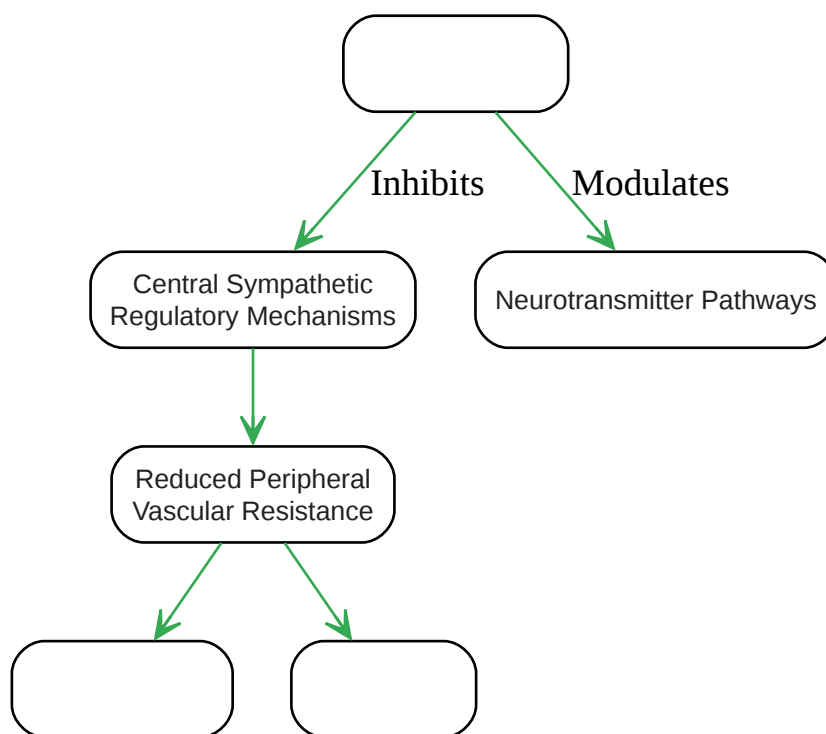 Inhibits
Modulates
Central Sympathetic
Regulatory Mechanisms
Neurotransmitter Pathways
Reduced Peripheral
Vascular Resistance